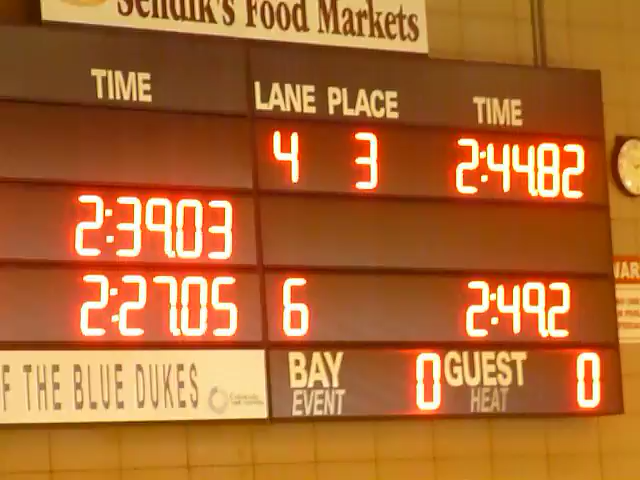 Sendik's Food Markets
TIME LANE PLACE TIME
4 3 2:44.82
2:39.03
2:27.05 6 2:49.2
F THE BLUE DUKES BAY 0 GUEST 0
EVENT HEAT